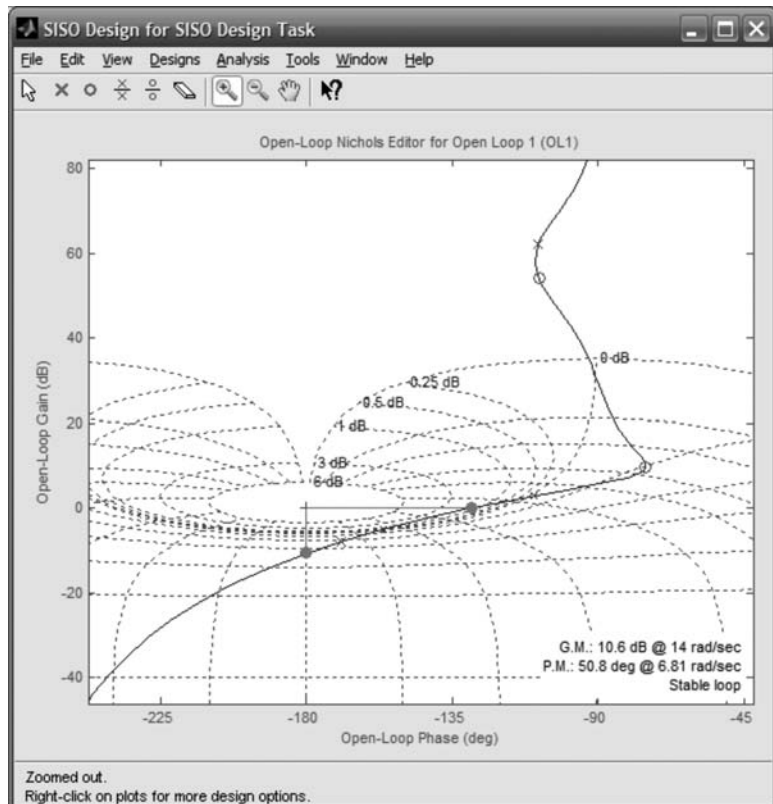 SISO Design for SISO Design Task
File Edit View Designs Analysis Tools Window Help
Open-Loop Nichols Editor for Open Loop 1 (OL1)
Open-Loop Gain (dB)
80
60
40
20
0
-20
-40
0 dB
0.25 dB
0.5 dB
1 dB
3 dB
6 dB
G.M.: 10.6 dB @ 14 rad/sec
P.M.: 50.8 deg @ 6.81 rad/sec
Stable loop
-225 -180 -135 -90 -45
Open-Loop Phase (deg)
Zoomed out.
Right-click on plots for more design options.